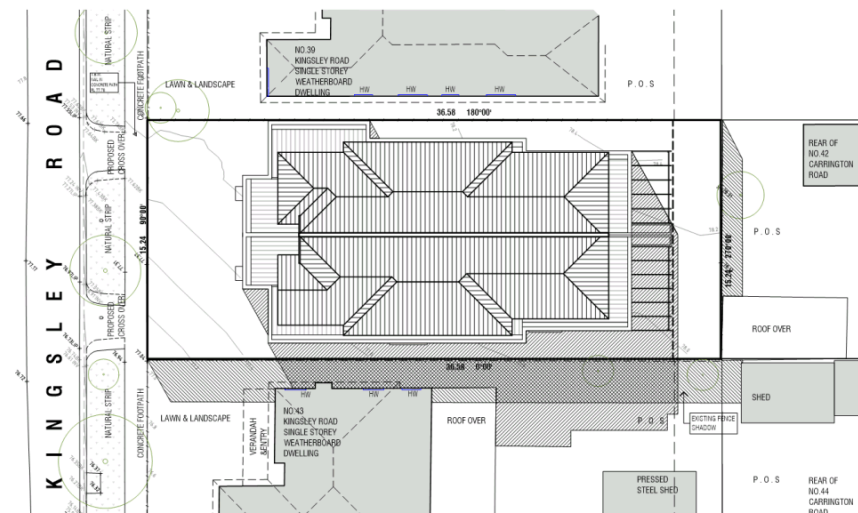 KINGSLEY ROAD
NATURAL STRIP
CONCRETE FOOTPATH
LAWN & LANDSCAPE
NO.39
KINGSLEY ROAD
SINGLE STOREY
WEATHERBOARD
DWELLING
HW
HW
HW
HW
P.O.S
36.58 180°00'
REAR OF
NO.42
CARRINGTON
ROAD
PROPOSED
CROSS OVER
NATURAL STRIP
15.24 90°00'
15.24 270°00'
P.O.S
PROPOSED
CROSS OVER
ROOF OVER
36.58 0°00'
NATURAL STRIP
CONCRETE FOOTPATH
LAWN & LANDSCAPE
VERANDAH
&ENTRY
HW
HW
HW
NO.43
KINGSLEY ROAD
SINGLE STOREY
WEATHERBOARD
DWELLING
ROOF OVER
P.O.S
EXISTING FENCE
SHADOW
SHED
PRESSED
STEEL SHED
P.O.S
REAR OF
NO.44
CARRINGTON
ROAD